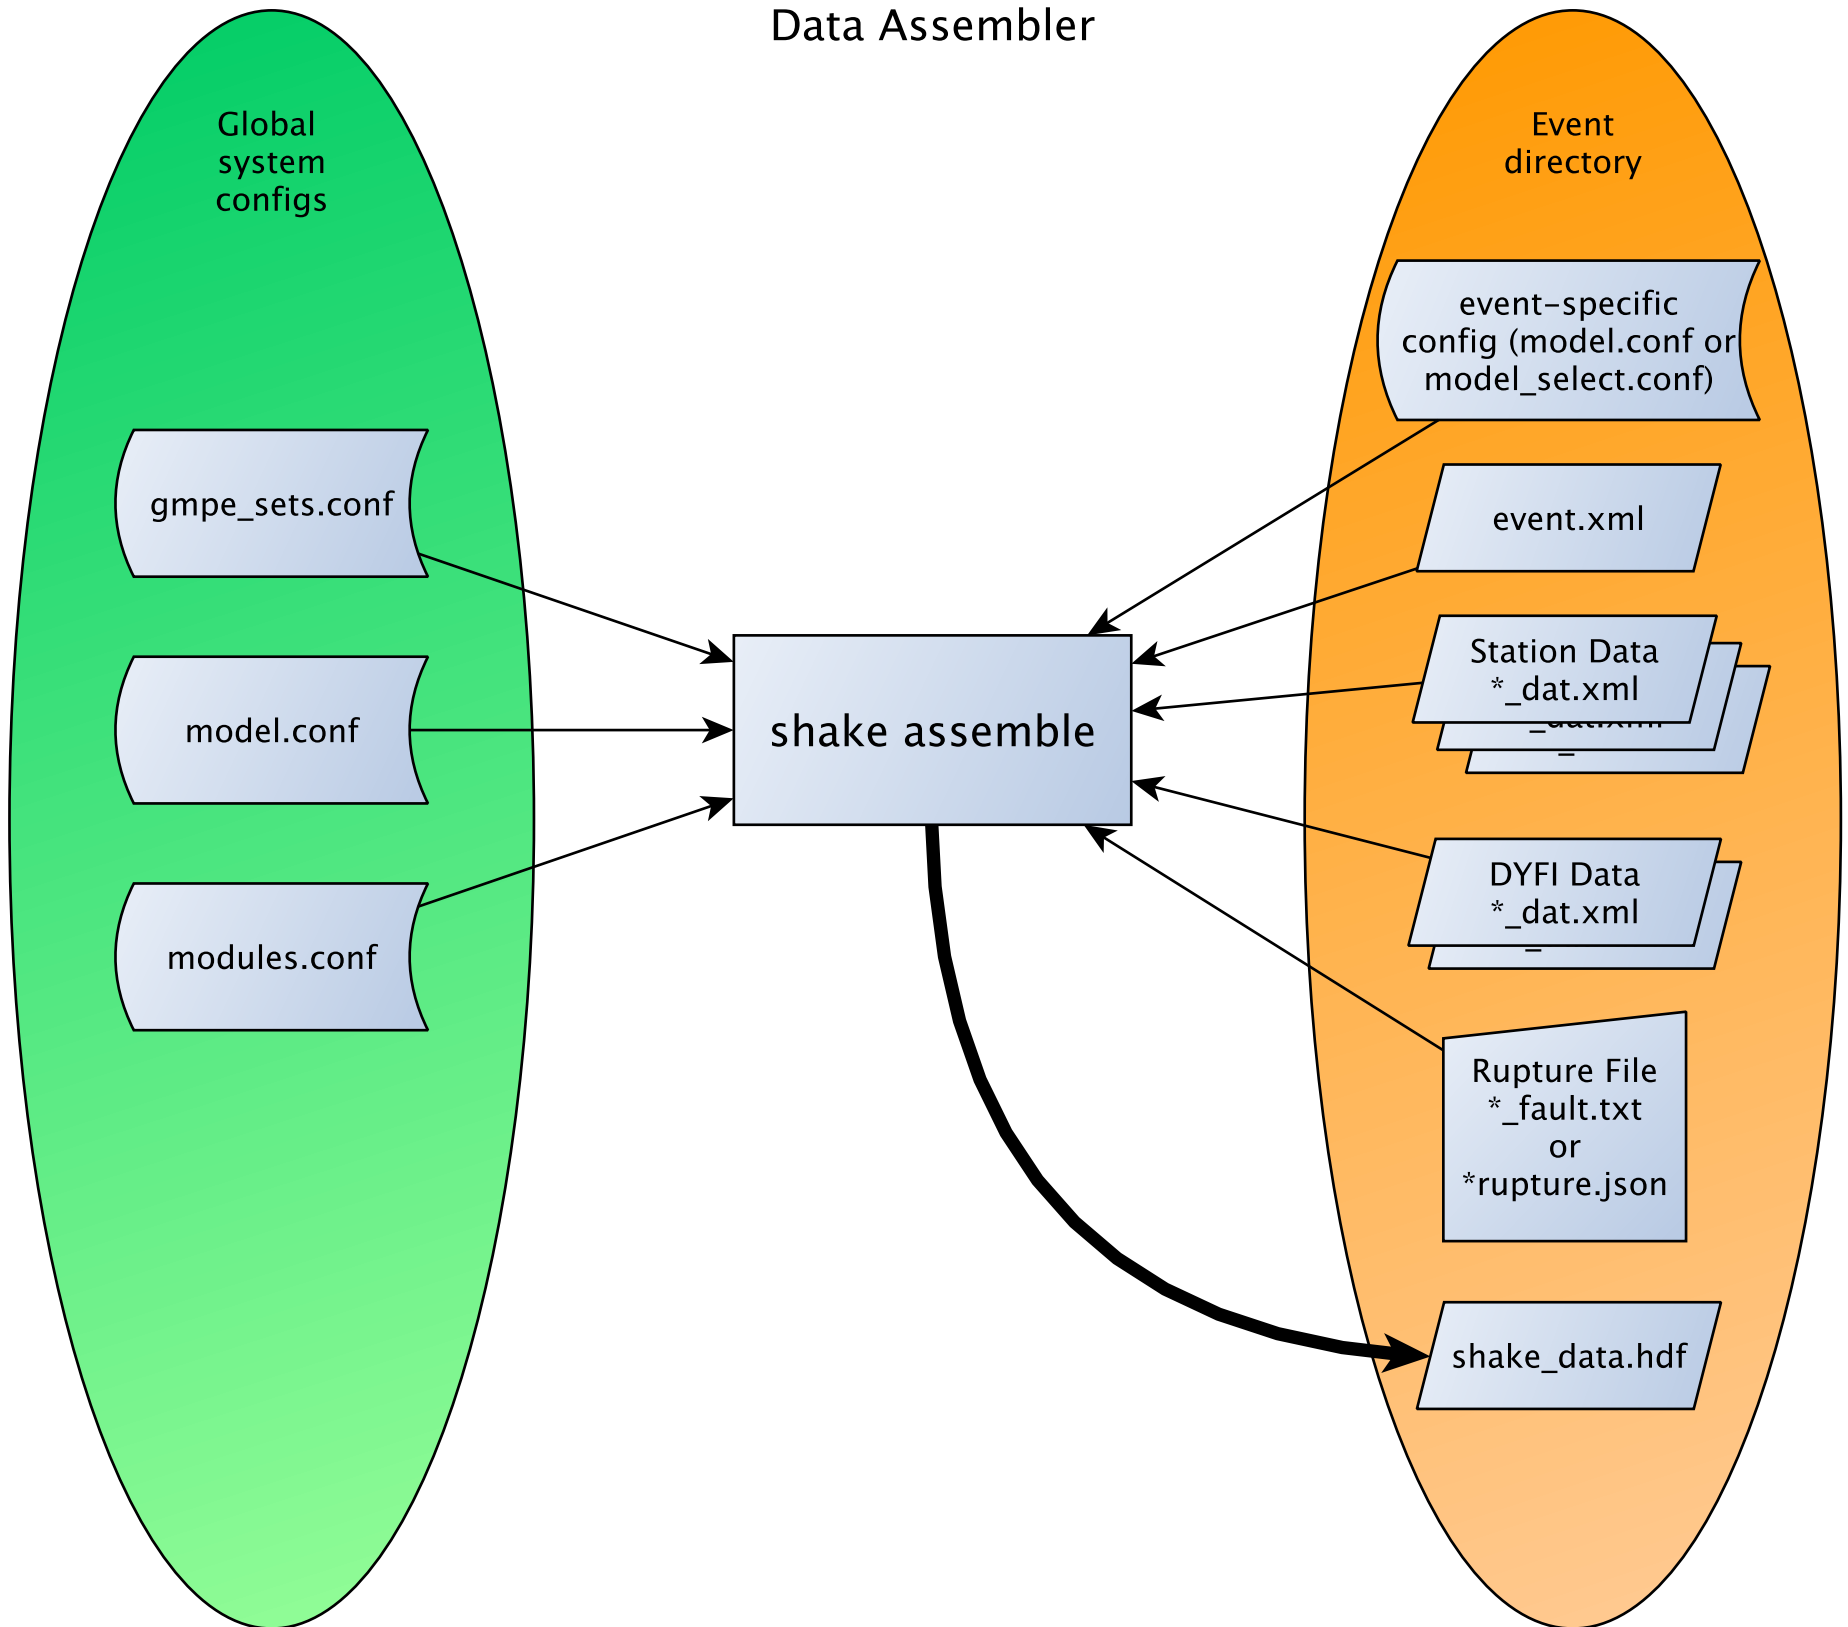 Data Assembler
Global
system
configs
gmpe_sets.conf
model.conf
modules.conf
shake assemble
Event
directory
event-specific
config (model.conf or
model_select.conf)
event.xml
Station Data
*_dat.xml
_dat.xml
DYFI Data
*_dat.xml
Rupture File
*_fault.txt
or
*rupture.json
shake_data.hdf